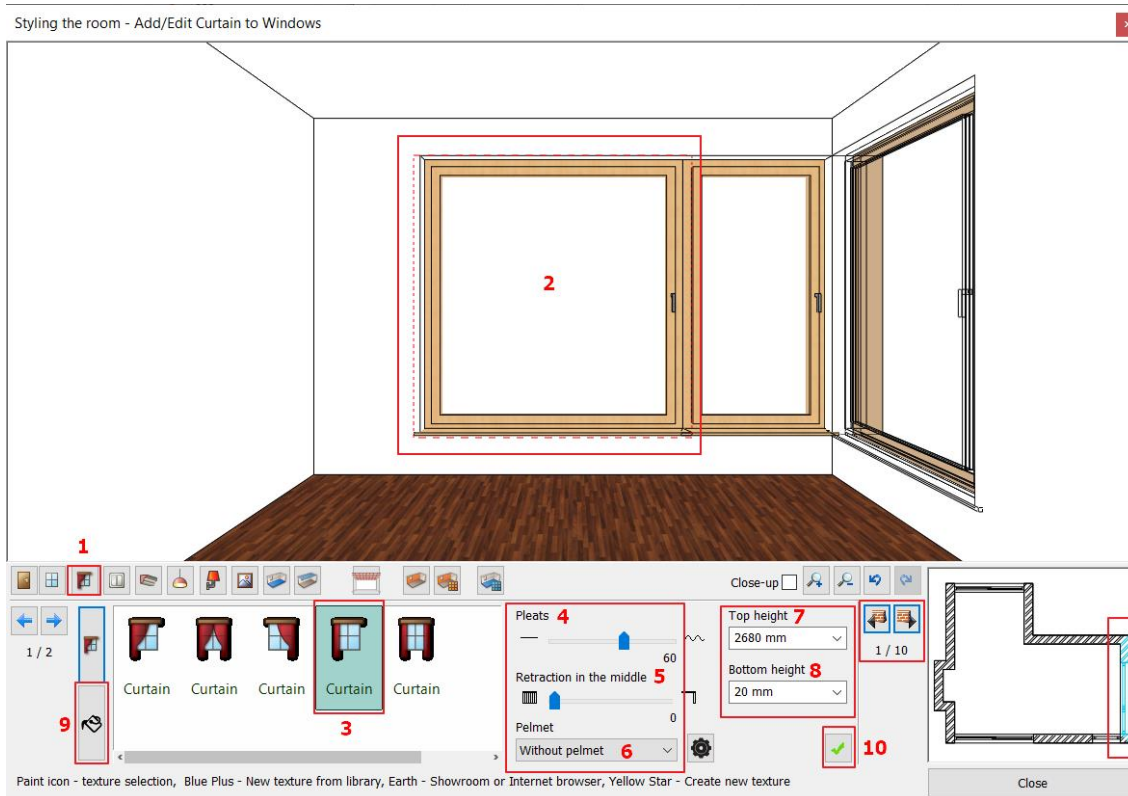 Styling the room - Add/Edit Curtain to Windows
2
1
Close-up
1 / 2
9
Curtain
Curtain
Curtain
Curtain
Curtain
3
Pleats 4
60
Retraction in the middle 5
0
Pelmet
Without pelmet 6
Top height 7
2680 mm
Bottom height 8
20 mm
1 / 10
10
Paint icon - texture selection, Blue Plus - New texture from library, Earth - Showroom or Internet browser, Yellow Star - Create new texture
Close